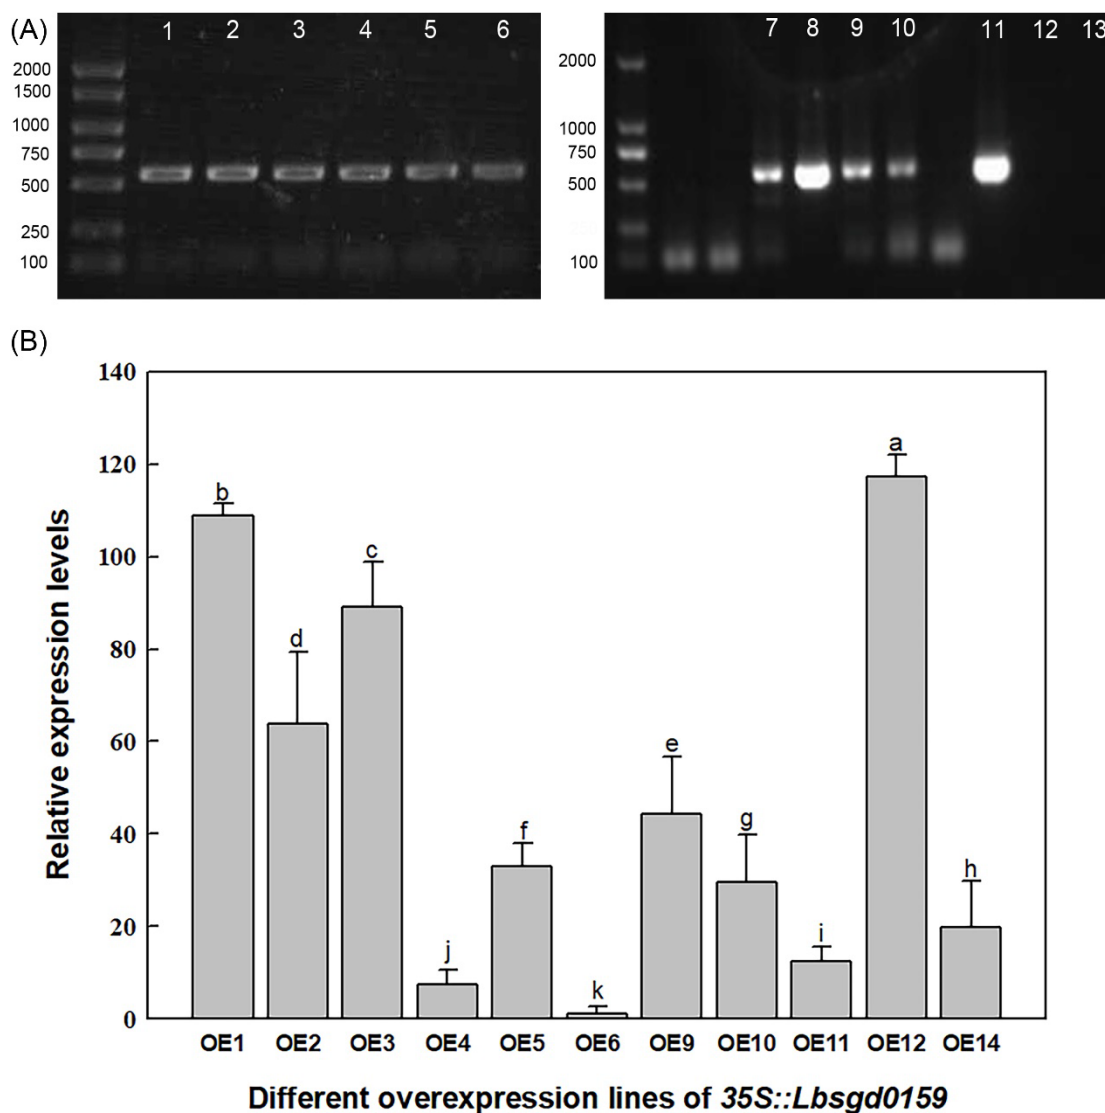 (A)
1 2 3 4 5 6
2000
1500
1000
750
500
250
100
7 8 9 10 11 12 13
2000
1000
750
500
100
(B)
Relative expression levels
140
120
100
80
60
40
20
0
b
d
c
j
f
k
e
g
i
a
h
OE1 OE2 OE3 OE4 OE5 OE6 OE9 OE10 OE11 OE12 OE14
Different overexpression lines of 35S::Lbsgd0159